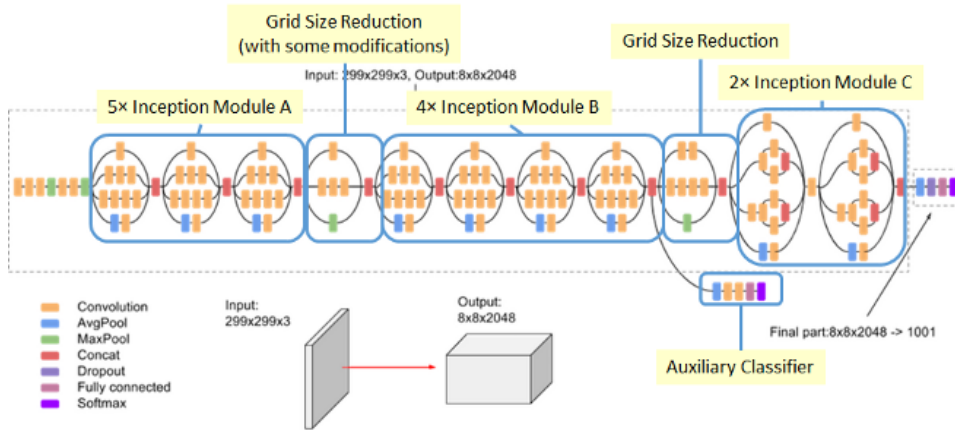 Grid Size Reduction
(with some modifications)
Grid Size Reduction
Input: 299x299x3, Output:8x8x2048
2× Inception Module C
5× Inception Module A
4× Inception Module B
Convolution
AvgPool
MaxPool
Concat
Dropout
Fully connected
Softmax
Input:
299x299x3
Output:
8x8x2048
Final part:8x8x2048 -> 1001
Auxiliary Classifier